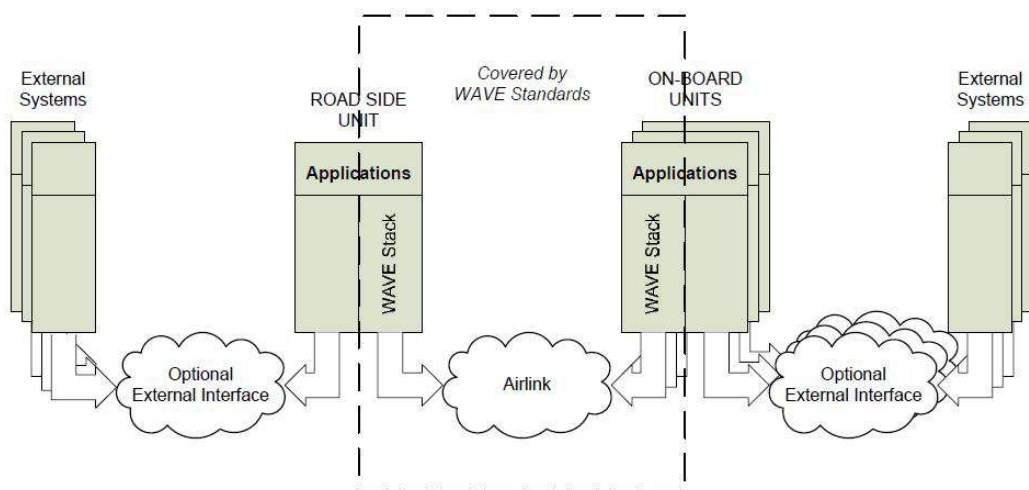 External
Systems
ROAD SIDE
UNIT
Covered by
WAVE Standards
ON-BOARD
UNITS
External
Systems
Applications
Applications
WAVE Stack
WAVE Stack
Optional
External Interface
Airlink
Optional
External Interface